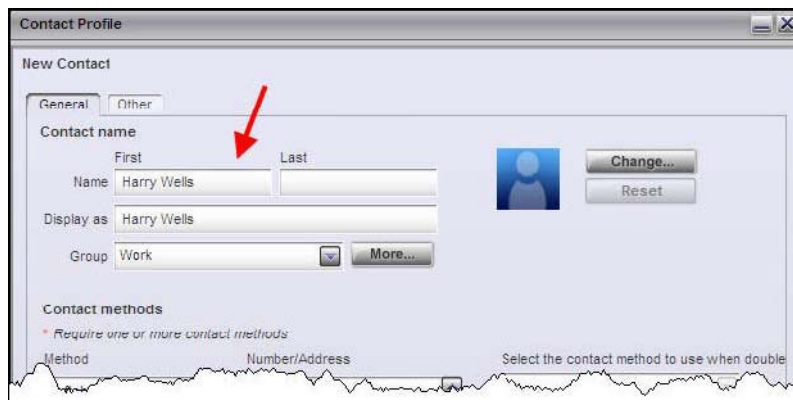 Contact Profile
New Contact
General Other
Contact name
First Last
Name Harry Wells Change...
Reset
Display as Harry Wells
Group Work More...
Contact methods
* Require one or more contact methods
Method Number/Address Select the contact method to use when double